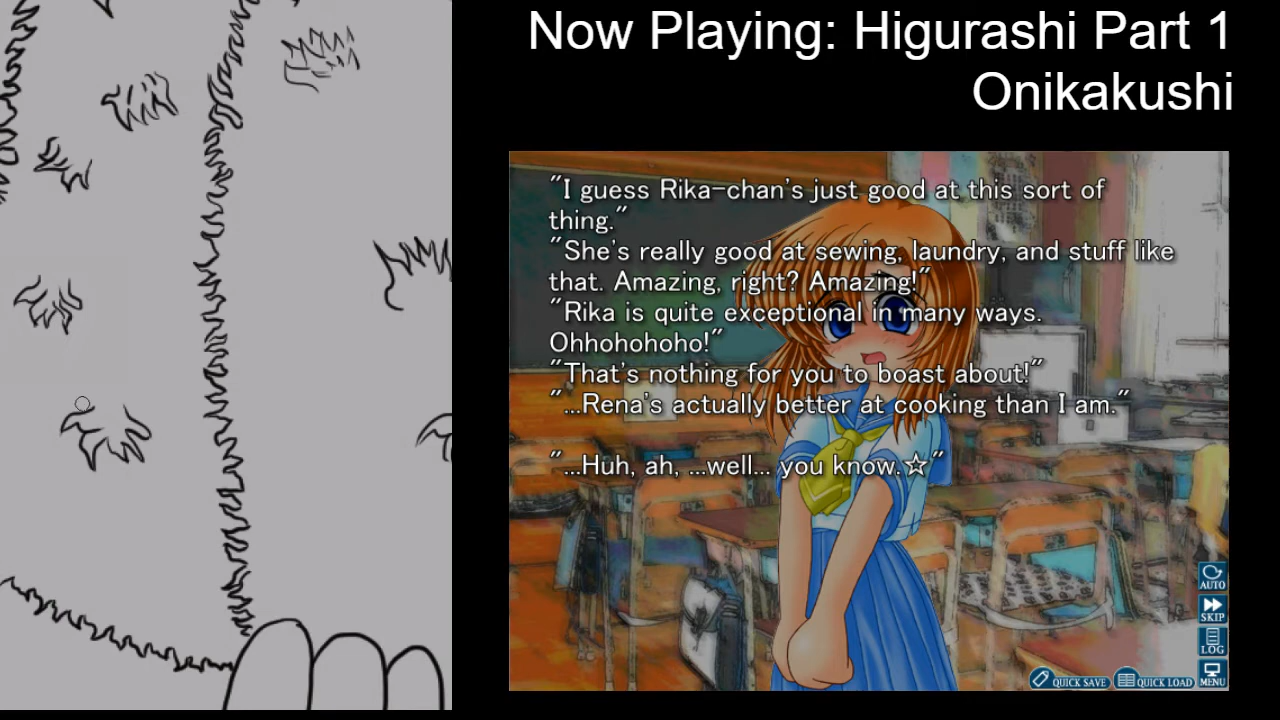 Now Playing: Higurashi Part 1
Onikakushi
"I guess Rika-chan's just good at this sort of
thing."
"She's really good at sewing, laundry, and stuff like
that. Amazing, right? Amazing!"
"Rika is quite exceptional in many ways.
Ohhohohoho!"
"That's nothing for you to boast about!"
"...Rena's actually better at cooking than I am."
"...Huh, ah, ...well... you know.☆"
AUTO
SKIP
LOG
MENU
QUICK SAVE
QUICK LOAD